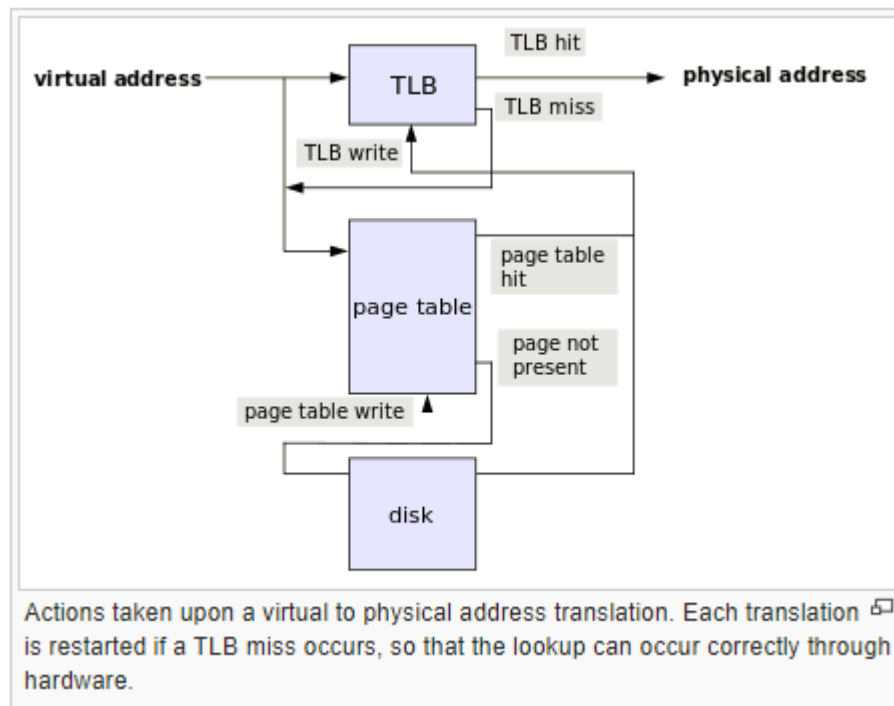 TLB hit
virtual address
TLB
physical address
TLB miss
TLB write
page table
hit
page table
page not
present
page table write
disk
Actions taken upon a virtual to physical address translation. Each translation
is restarted if a TLB miss occurs, so that the lookup can occur correctly through
hardware.